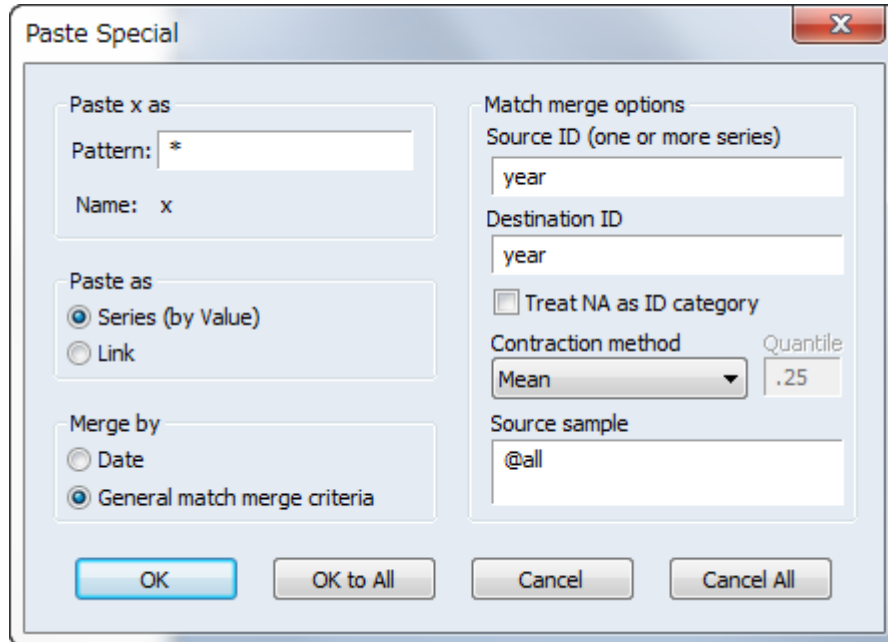 Paste Special
Paste x as
Pattern: *
Name: x
Paste as
Series (by Value)
Link
Merge by
Date
General match merge criteria
Match merge options
Source ID (one or more series)
year
Destination ID
year
Treat NA as ID category
Contraction method Quantile
Mean .25
Source sample
@all
OK OK to All Cancel Cancel All